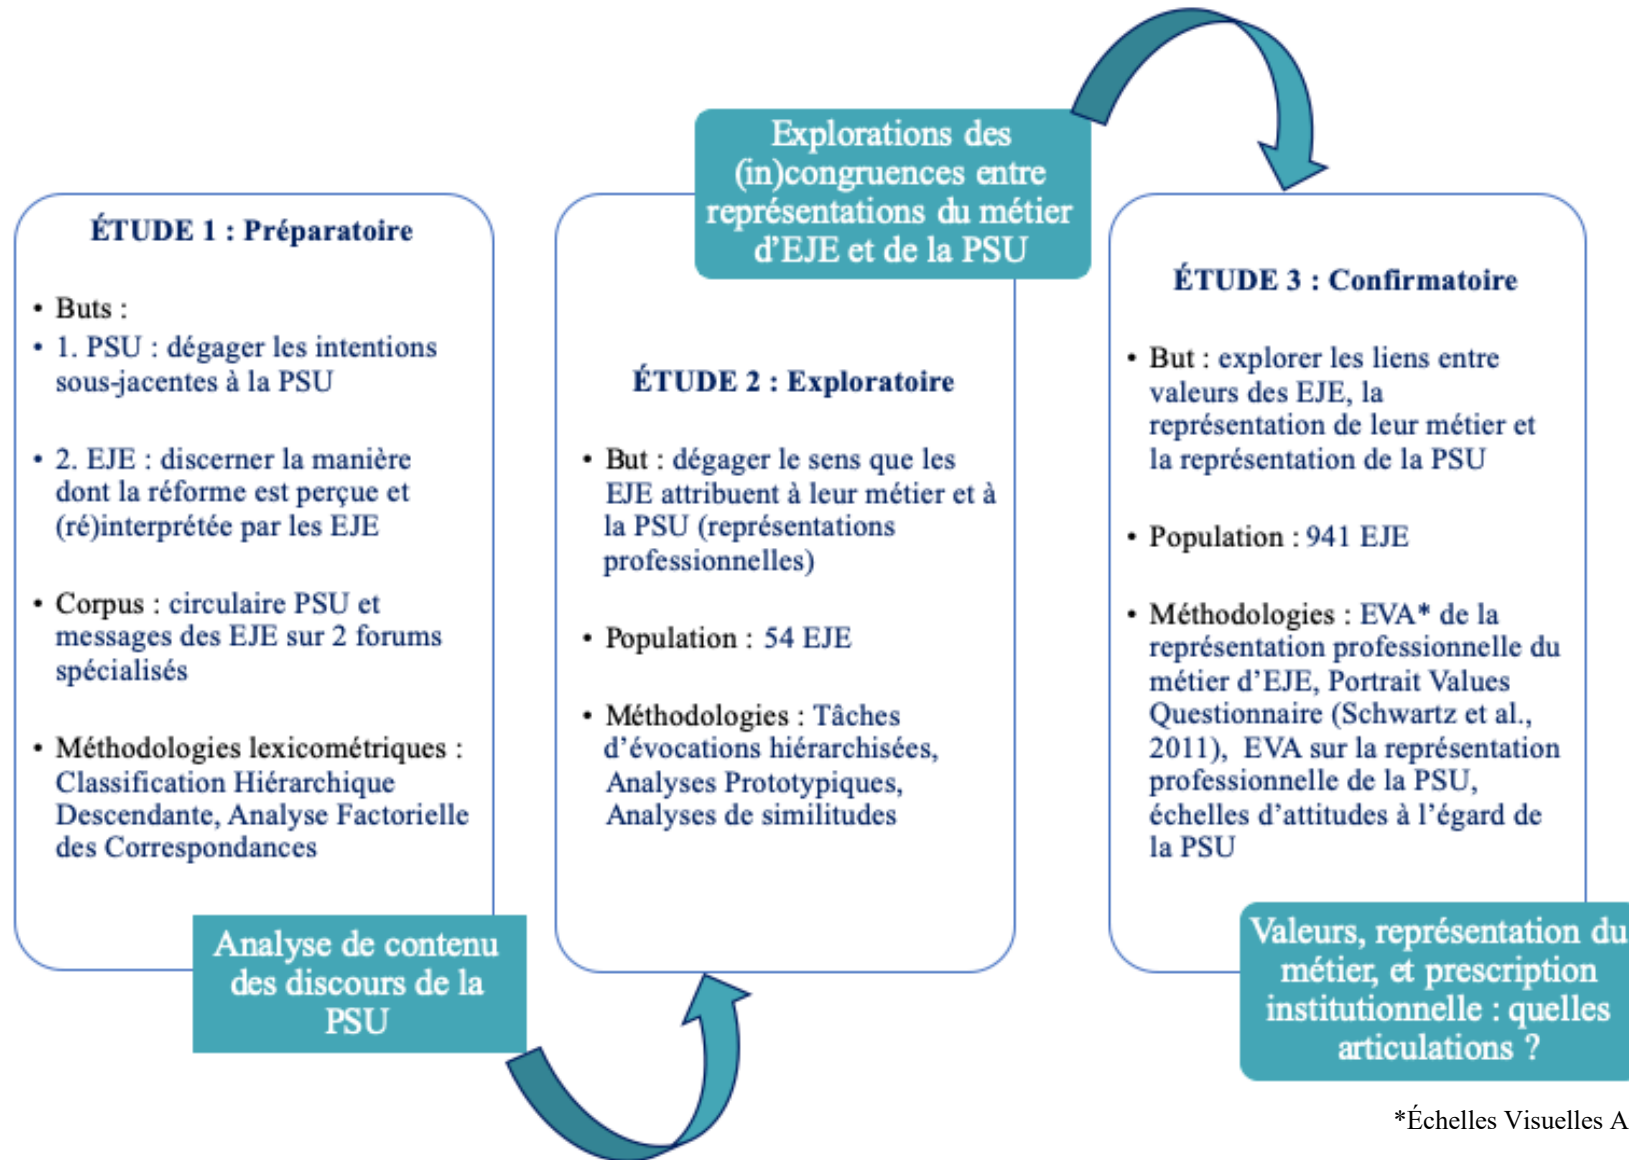 ÉTUDE 1 : Préparatoire
• Buts :
• 1. PSU : dégager les intentions
sous-jacentes à la PSU
• 2. EJE : discerner la manière
dont la réforme est perçue et
(ré)interprétée par les EJE
• Corpus : circulaire PSU et
messages des EJE sur 2 forums
spécialisés
• Méthodologies lexicométriques :
Classification Hiérarchique
Descendante, Analyse Factorielle
des Correspondances
Analyse de contenu
des discours de la
PSU
Explorations des
(in)congruences entre
représentations du métier
d’EJE et de la PSU
ÉTUDE 2 : Exploratoire
• But : dégager le sens que les
EJE attribuent à leur métier et à
la PSU (représentations
professionnelles)
• Population : 54 EJE
• Méthodologies : Tâches
d’évocations hiérarchisées,
Analyses Prototypiques,
Analyses de similitudes
ÉTUDE 3 : Confirmatoire
• But : explorer les liens entre
valeurs des EJE, la
représentation de leur métier et
la représentation de la PSU
• Population : 941 EJE
• Méthodologies : EVA* de la
représentation professionnelle du
métier d’EJE, Portrait Values
Questionnaire (Schwartz et al.,
2011), EVA sur la représentation
professionnelle de la PSU,
échelles d’attitudes à l’égard de
la PSU
Valeurs, représentation du
métier, et prescription
institutionnelle : quelles
articulations ?
*Échelles Visuelles A